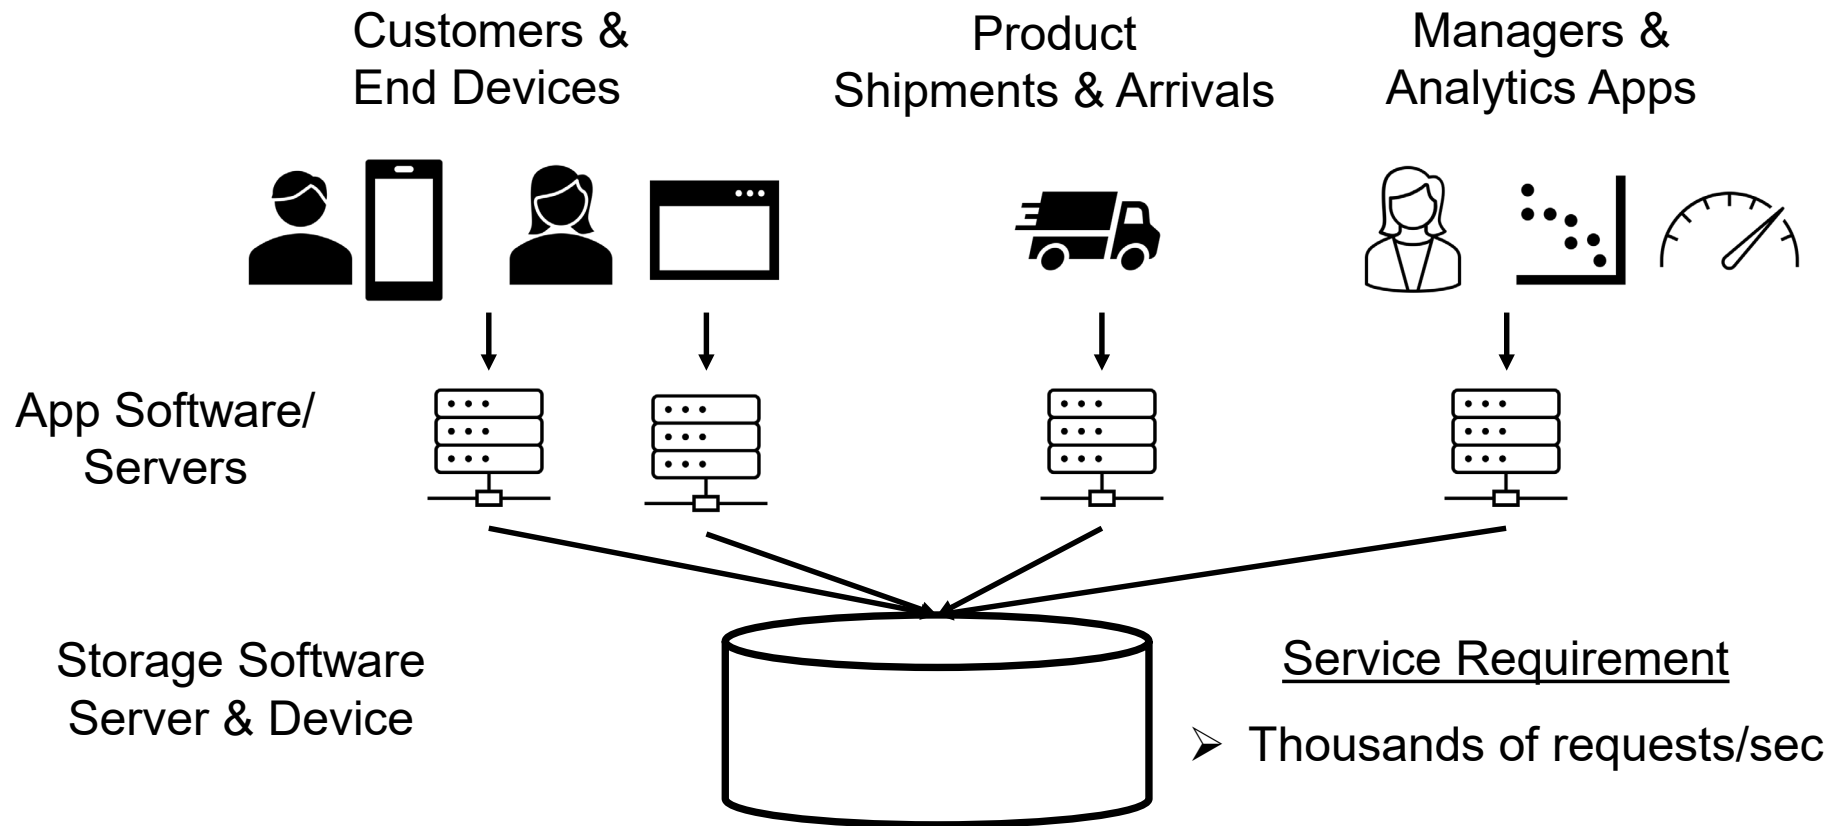 Customers &
End Devices
Product
Shipments & Arrivals
Managers &
Analytics Apps
App Software/
Servers
Storage Software
Server & Device
Service Requirement
➢ Thousands of requests/sec